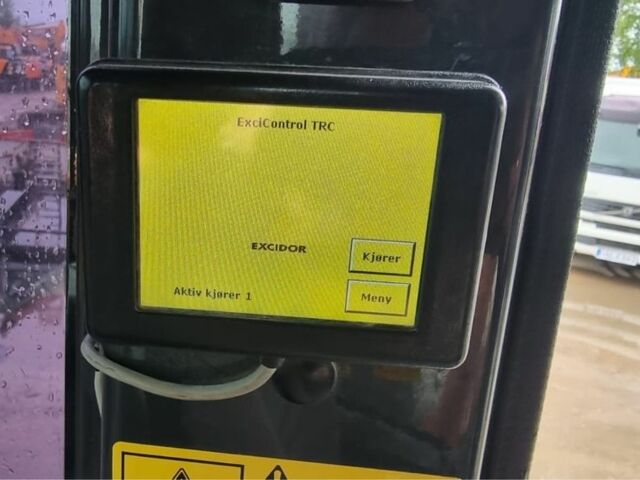 ExciControl TRC
EXCIDOR
Kjører
Aktiv kjører 1
Meny